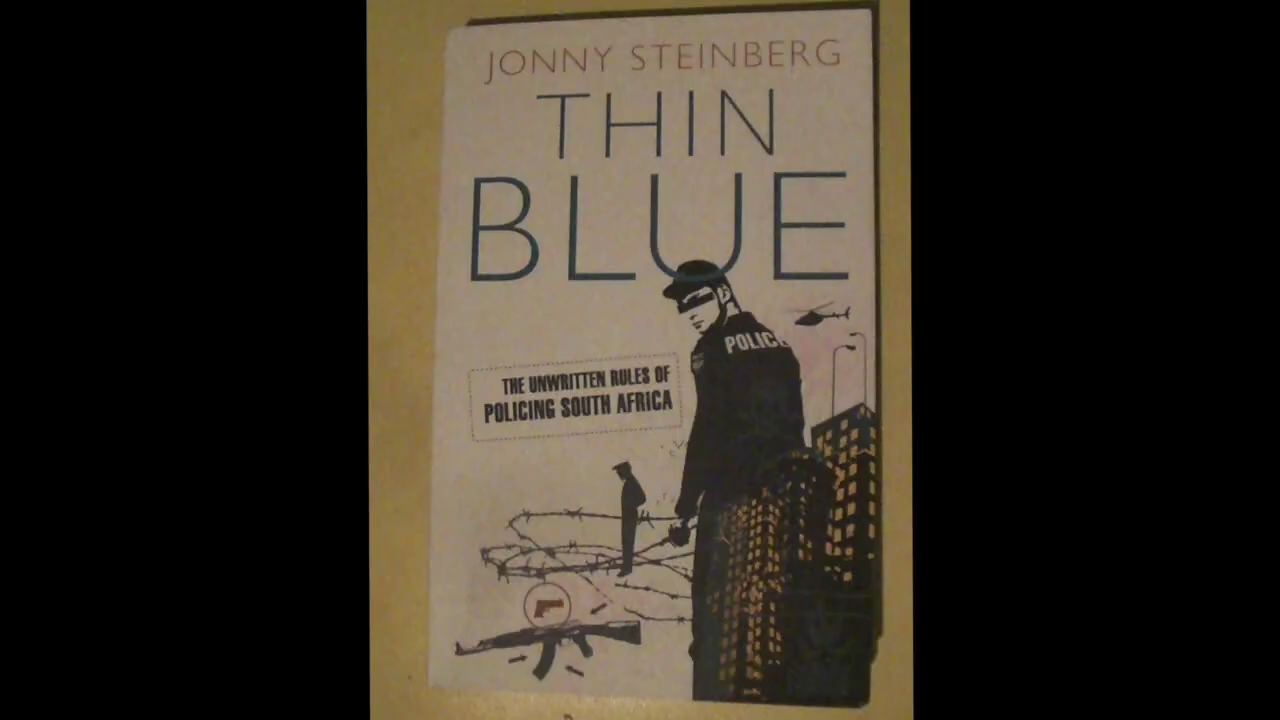 JONNY STEINBERG
THIN
BLUE
POLICE
THE UNWRITTEN RULES OF
POLICING SOUTH AFRICA